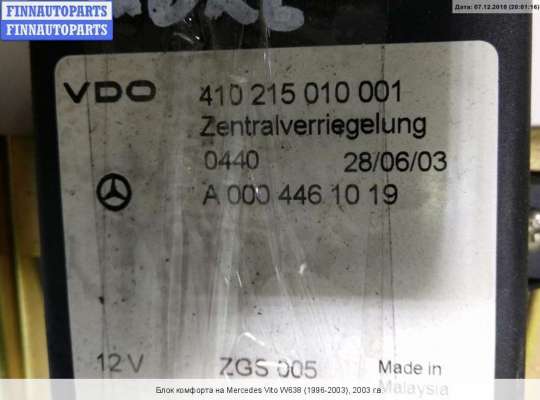 FINNAUTOPARTS
FINNAUTOPARTS
FINNAUTOPARTS
Дата: 07.12.2018 (20:01:16)
VDO 410 215 010 001
Zentralverriegelung
0440 28/06/03
A 000 446 10 19
12 V ZGS 005 Made in
Malaysia
Блок комфорта на Mercedes Vito W638 (1996-2003), 2003 г.в.